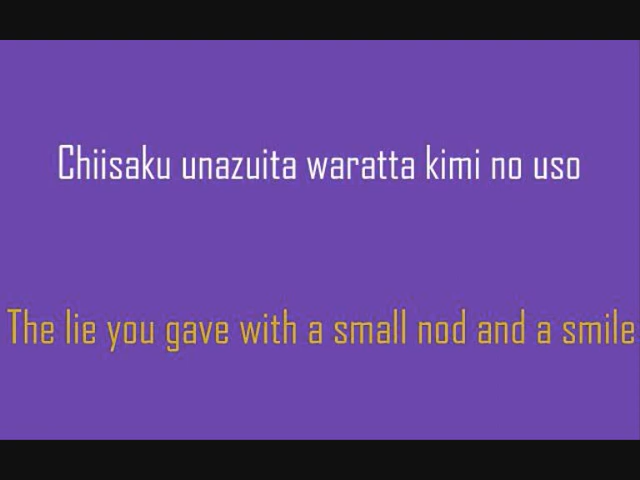 Chiisaku unazuita waratta kimi no uso
The lie you gave with a small nod and a smile